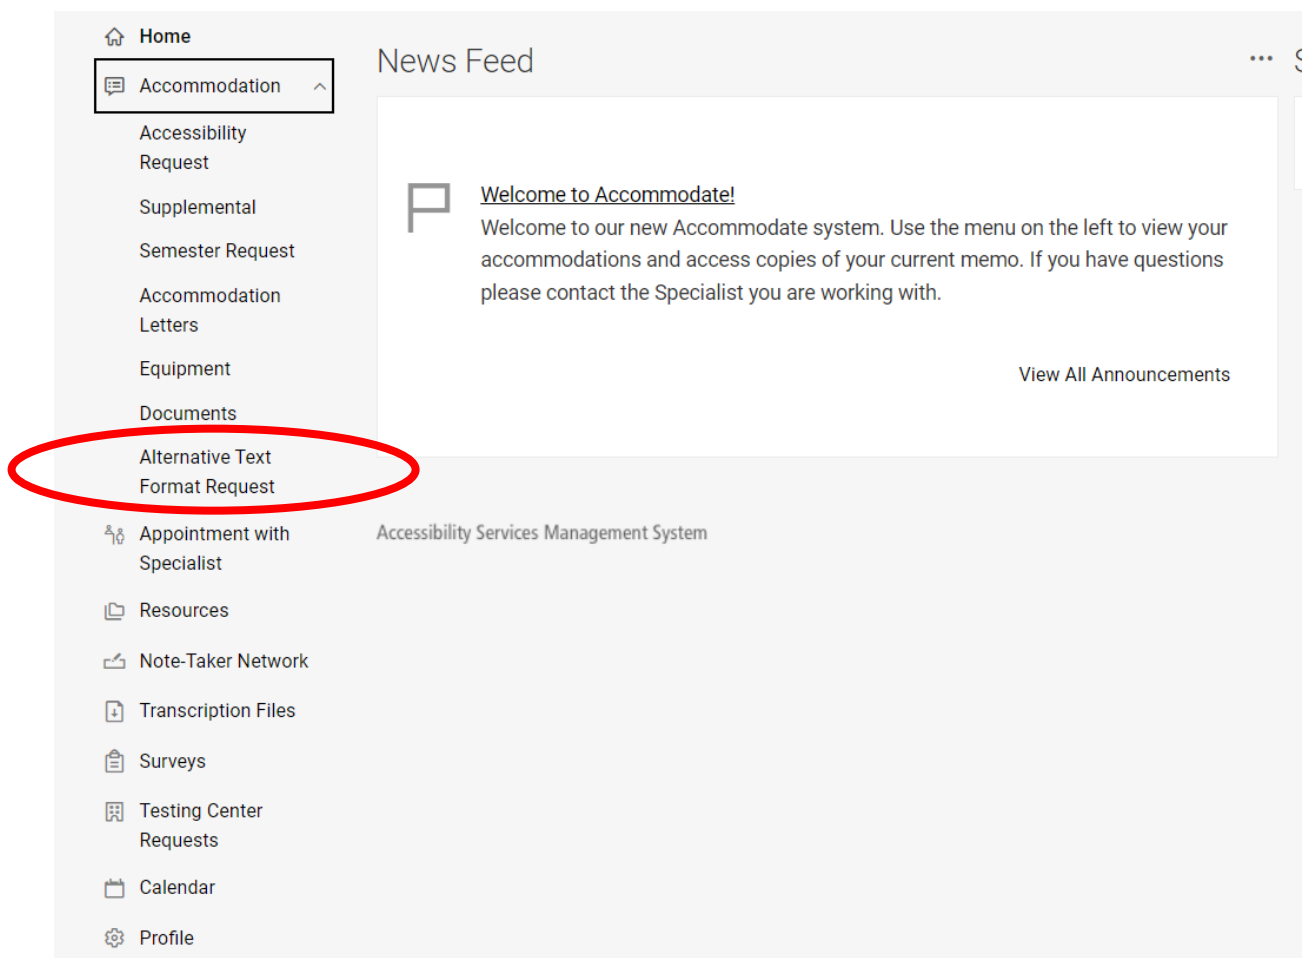 Home
Accommodation
Accessibility
Request
Supplemental
Semester Request
Accommodation
Letters
Equipment
Documents
Alternative Text
Format Request
Appointment with
Specialist
Resources
Note-Taker Network
Transcription Files
Surveys
Testing Center
Requests
Calendar
Profile
News Feed
Welcome to Accommodate!
Welcome to our new Accommodate system. Use the menu on the left to view your
accommodations and access copies of your current memo. If you have questions
please contact the Specialist you are working with.
View All Announcements
Accessibility Services Management System